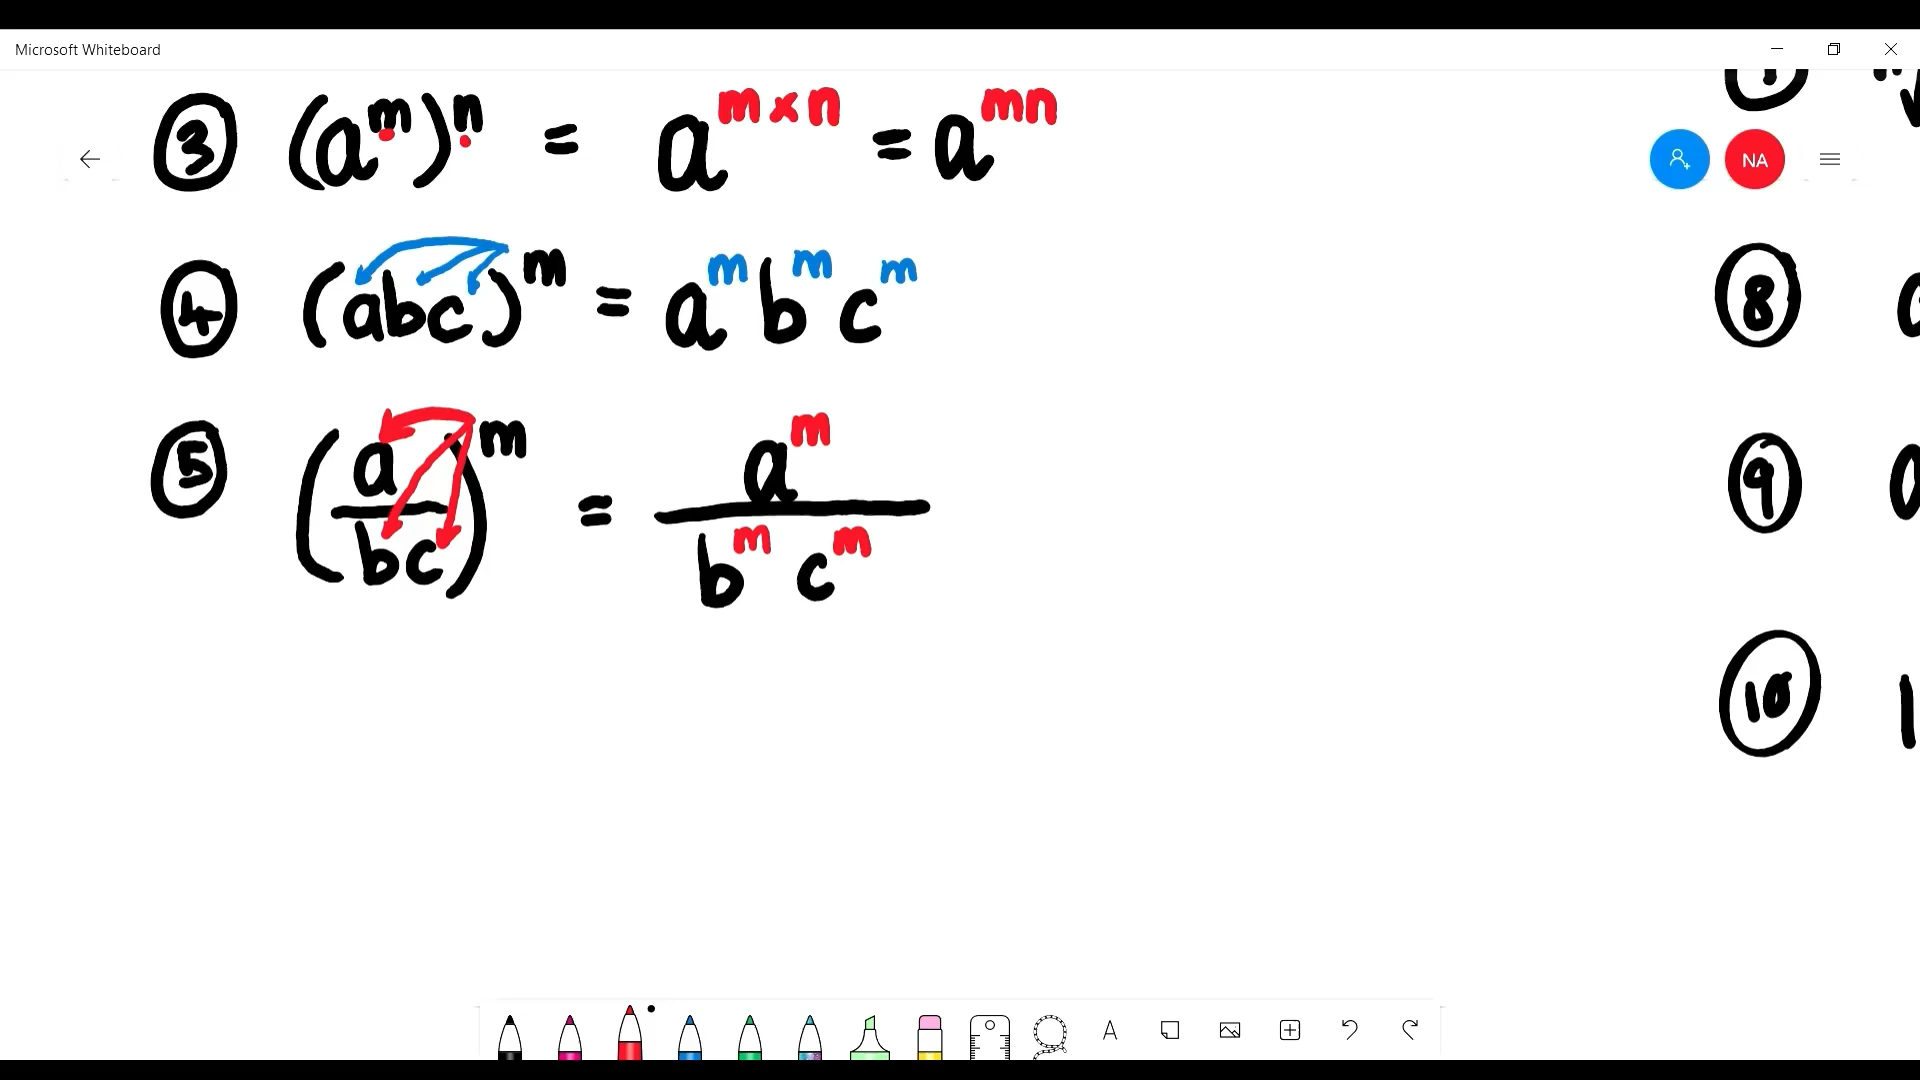 Microsoft Whiteboard
③ (a^m)^n = a^{m×n} = a^{mn}
NA
④ (abc)^m = a^m b^m c^m
⑧
⑤ (a/bc)^m = a^m / b^m c^m
⑨
⑩
A